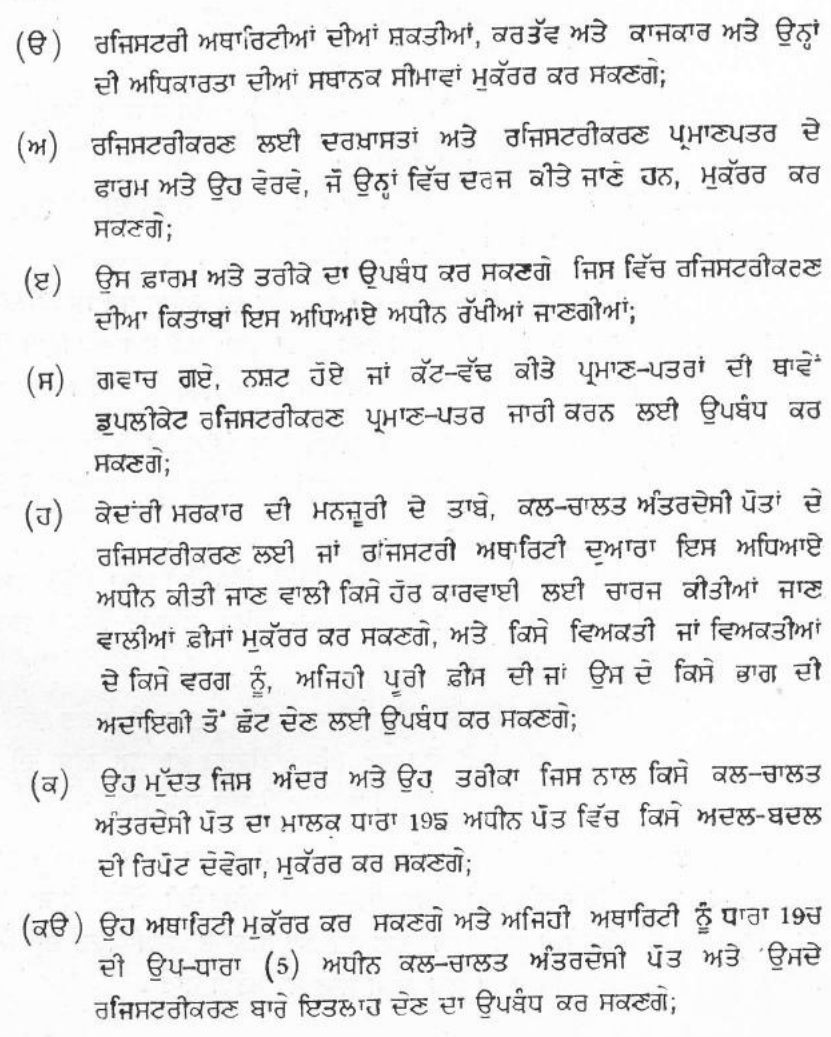 (ੳ) ਰਜਿਸਟਰੀ ਅਥਾਰਿਟੀਆਂ ਦੀਆਂ ਸ਼ਕਤੀਆਂ, ਕਰਤੱਵ ਅਤੇ ਕਾਜਕਾਰ ਅਤੇ ਉਨ੍ਹਾਂ
ਦੀ ਅਧਿਕਾਰਤਾ ਦੀਆਂ ਸਥਾਨਕ ਸੀਮਾਵਾਂ ਮੁਕੱਰਰ ਕਰ ਸਕਣਗੇ;
(ਅ) ਰਜਿਸਟਰੀਕਰਣ ਲਈ ਦਰਖ਼ਾਸਤਾਂ ਅਤੇ ਰਜਿਸਟਰੀਕਰਣ ਪ੍ਰਮਾਣਪਤਰ ਦੇ
ਫਾਰਮ ਅਤੇ ਉਹ ਵੇਰਵੇ, ਜੋ ਉਨ੍ਹਾਂ ਵਿੱਚ ਦਰਜ ਕੀਤੇ ਜਾਣੇ ਹਨ, ਮੁਕੱਰਰ ਕਰ
ਸਕਣਗੇ;
(ੲ) ਉਸ ਫ਼ਾਰਮ ਅਤੇ ਤਰੀਕੇ ਦਾ ਉਪਬੰਧ ਕਰ ਸਕਣਗੇ ਜਿਸ ਵਿੱਚ ਰਜਿਸਟਰੀਕਰਣ
ਦੀਆ ਕਿਤਾਬਾਂ ਇਸ ਅਧਿਆਏ ਅਧੀਨ ਰੱਖੀਆਂ ਜਾਣਗੀਆਂ;
(ਸ) ਗਵਾਚ ਗਏ, ਨਸ਼ਟ ਹੋਏ ਜਾਂ ਕੱਟ-ਵੱਢ ਕੀਤੇ ਪ੍ਰਮਾਣ-ਪਤਰਾਂ ਦੀ ਥਾਵੇਂ
ਡੁਪਲੀਕੇਟ ਰਜਿਸਟਰੀਕਰਣ ਪ੍ਰਮਾਣ-ਪਤਰ ਜਾਰੀ ਕਰਨ ਲਈ ਉਪਬੰਧ ਕਰ
ਸਕਣਗੇ;
(ਹ) ਕੇਂਦਰੀ ਸਰਕਾਰ ਦੀ ਮਨਜ਼ੂਰੀ ਦੇ ਤਾਬੇ, ਕਲ-ਚਾਲਤ ਅੰਤਰਦੇਸੀ ਪੋਤਾਂ ਦੇ
ਰਜਿਸਟਰੀਕਰਣ ਲਈ ਜਾਂ ਰਜਿਸਟਰੀ ਅਥਾਰਿਟੀ ਦੁਆਰਾ ਇਸ ਅਧਿਆਏ
ਅਧੀਨ ਕੀਤੀ ਜਾਣ ਵਾਲੀ ਕਿਸੇ ਹੋਰ ਕਾਰਵਾਈ ਲਈ ਚਾਰਜ ਕੀਤੀਆਂ ਜਾਣ
ਵਾਲੀਆਂ ਫ਼ੀਸਾਂ ਮੁਕੱਰਰ ਕਰ ਸਕਣਗੇ, ਅਤੇ ਕਿਸੇ ਵਿਅਕਤੀ ਜਾਂ ਵਿਅਕਤੀਆਂ
ਦੇ ਕਿਸੇ ਵਰਗ ਨੂੰ, ਅਜਿਹੀ ਪੂਰੀ ਫ਼ੀਸ ਦੀ ਜਾਂ ਉਸ ਦੇ ਕਿਸੇ ਭਾਗ ਦੀ
ਅਦਾਇਗੀ ਤੋਂ ਛੋਟ ਦੇਣ ਲਈ ਉਪਬੰਧ ਕਰ ਸਕਣਗੇ;
(ਕ) ਉਹ ਮੁੱਦਤ ਜਿਸ ਅੰਦਰ ਅਤੇ ਉਹ ਤਰੀਕਾ ਜਿਸ ਨਾਲ ਕਿਸੇ ਕਲ-ਚਾਲਤ
ਅੰਤਰਦੇਸੀ ਪੋਤ ਦਾ ਮਾਲਕ ਧਾਰਾ 19ਙ ਅਧੀਨ ਪੋਤ ਵਿੱਚ ਕਿਸੇ ਅਦਲ-ਬਦਲ
ਦੀ ਰਿਪੋਟ ਦੇਵੇਗਾ, ਮੁਕੱਰਰ ਕਰ ਸਕਣਗੇ;
(ਕੳ) ਉਹ ਅਥਾਰਿਟੀ ਮੁਕੱਰਰ ਕਰ ਸਕਣਗੇ ਅਤੇ ਅਜਿਹੀ ਅਥਾਰਿਟੀ ਨੂੰ ਧਾਰਾ 19ਚ
ਦੀ ਉਪ-ਧਾਰਾ (5) ਅਧੀਨ ਕਲ-ਚਾਲਤ ਅੰਤਰਦੇਸੀ ਪੋਤ ਅਤੇ ਉਸਦੇ
ਰਜਿਸਟਰੀਕਰਣ ਬਾਰੇ ਇਤਲਾਹ ਦੇਣ ਦਾ ਉਪਬੰਧ ਕਰ ਸਕਣਗੇ;